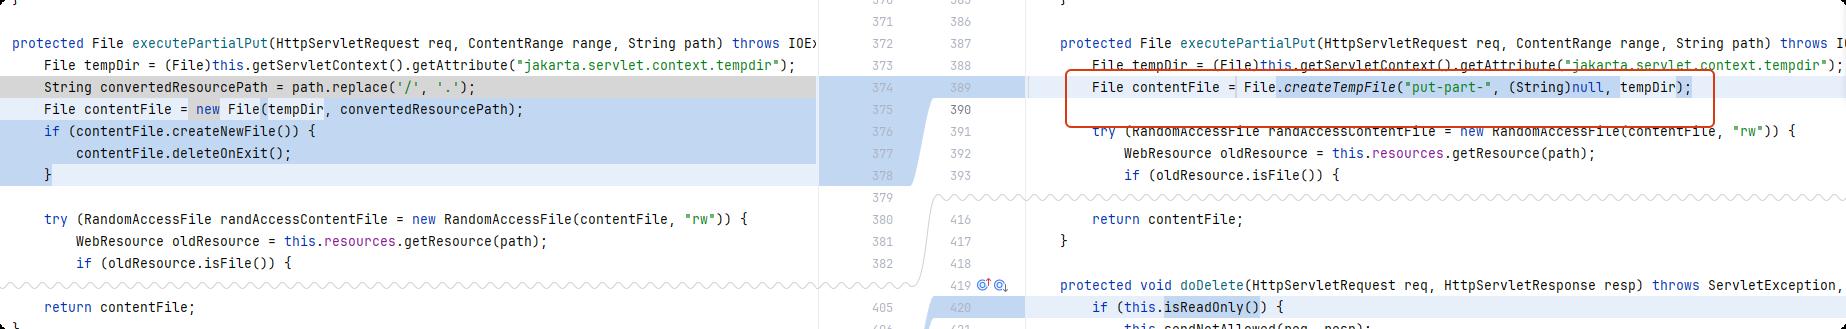 }
371
protected File executePartialPut(HttpServletRequest req, ContentRange range, String path) throws IOEx
372
File tempDir = (File)this.getServletContext().getAttribute("jakarta.servlet.context.tempdir");
373
String convertedResourcePath = path.replace('/', '.');
374
File contentFile = new File(tempDir, convertedResourcePath);
375
if (contentFile.createNewFile()) {
376
contentFile.deleteOnExit();
377
}
378
379
try (RandomAccessFile randAccessContentFile = new RandomAccessFile(contentFile, "rw")) {
380
WebResource oldResource = this.resources.getResource(path);
381
if (oldResource.isFile()) {
382
return contentFile;
405
}
}
386
387
protected File executePartialPut(HttpServletRequest req, ContentRange range, String path) throws IO
388
File tempDir = (File)this.getServletContext().getAttribute("jakarta.servlet.context.tempdir");
389
File contentFile = File.createTempFile("put-part-", (String)null, tempDir);
390
391
try (RandomAccessFile randAccessContentFile = new RandomAccessFile(contentFile, "rw")) {
392
WebResource oldResource = this.resources.getResource(path);
393
if (oldResource.isFile()) {
416
return contentFile;
417
}
418
419
protected void doDelete(HttpServletRequest req, HttpServletResponse resp) throws ServletException,
420
if (this.isReadOnly()) {
421
this.sendNotAllowed(req, resp);